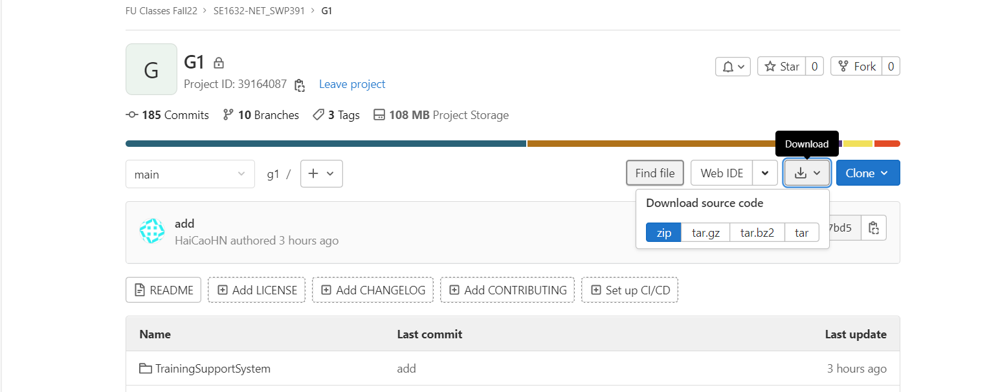 FU Classes Fall22 > SE1632-NET_SWP391 > G1
G
G1
Project ID: 39164087
Leave project
Star 0
Fork 0
185 Commits
10 Branches
3 Tags
108 MB Project Storage
Download
main
g1 /
Find file
Web IDE
Clone
Download source code
zip
tar.gz
tar.bz2
tar
add
HaiCaoHN authored 3 hours ago
7bd5
README
Add LICENSE
Add CHANGELOG
Add CONTRIBUTING
Set up CI/CD
Name
Last commit
Last update
TrainingSupportSystem
add
3 hours ago